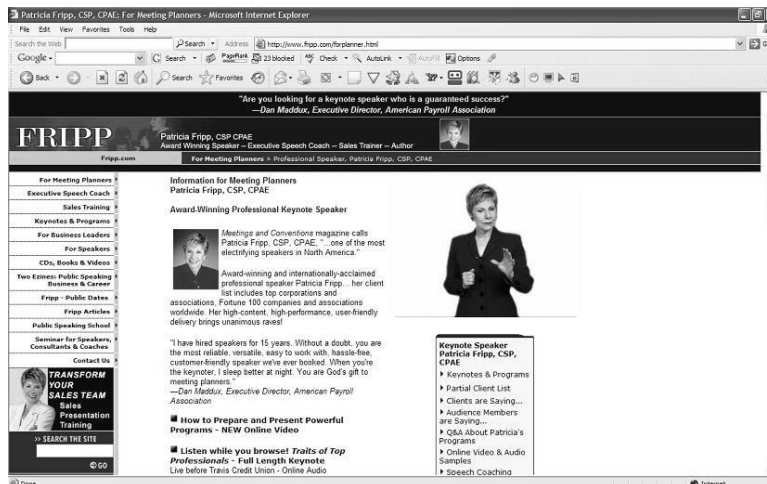 Patricia Fripp, CSP, CPAE: For Meeting Planners - Microsoft Internet Explorer
File Edit View Favorites Tools Help
Search the Web Search Address http://www.fripp.com/forplanner.html
Google Search PageRank 23 blocked Check AutoLink AutoFill Options
Back Search Favorites
"Are you looking for a keynote speaker who is a guaranteed success?"
—Dan Maddux, Executive Director, American Payroll Association
FRIPP
Patricia Fripp, CSP CPAE
Award Winning Speaker -- Executive Speech Coach -- Sales Trainer -- Author
Fripp.com
For Meeting Planners > Professional Speaker, Patricia Fripp, CSP, CPAE
For Meeting Planners
Executive Speech Coach
Sales Training
Keynotes & Programs
For Business Leaders
For Speakers
CDs, Books & Videos
Two Ezines: Public Speaking
Business & Career
Fripp - Public Dates
Fripp Articles
Public Speaking School
Seminar for Speakers,
Consultants & Coaches
Contact Us
TRANSFORM
YOUR
SALES TEAM
Sales
Presentation
Training
>> SEARCH THE SITE
GO
Information for Meeting Planners
Patricia Fripp, CSP, CPAE
Award-Winning Professional Keynote Speaker
Meetings and Conventions magazine calls
Patricia Fripp, CSP, CPAE, "...one of the most
electrifying speakers in North America."
Award-winning and internationally-acclaimed
professional speaker Patricia Fripp... her client
list includes top corporations and
associations, Fortune 100 companies and associations
worldwide. Her high-content, high-performance, user-friendly
delivery brings unanimous raves!
"I have hired speakers for 15 years. Without a doubt, you are
the most reliable, versatile, easy to work with, hassle-free,
customer-friendly speaker we've ever booked. When you're
the keynoter, I sleep better at night. You are God's gift to
meeting planners."
—Dan Maddux, Executive Director, American Payroll
Association
How to Prepare and Present Powerful
Programs - NEW Online Video
Listen while you browse! Traits of Top
Professionals - Full Length Keynote
Live before Travis Credit Union - Online Audio
Keynote Speaker
Patricia Fripp, CSP,
CPAE
Keynotes & Programs
Partial Client List
Clients are Saying...
Audience Members
are Saying...
Q&A About Patricia's
Programs
Online Video & Audio
Samples
Speech Coaching
Done
Internet